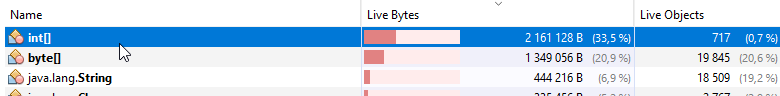 Name Live Bytes Live Objects
int[] 2 161 128 B (33,5 %) 717 (0,7 %)
byte[] 1 349 056 B (20,9 %) 19 845 (20,6 %)
java.lang.String 444 216 B (6,9 %) 18 509 (19,2 %)